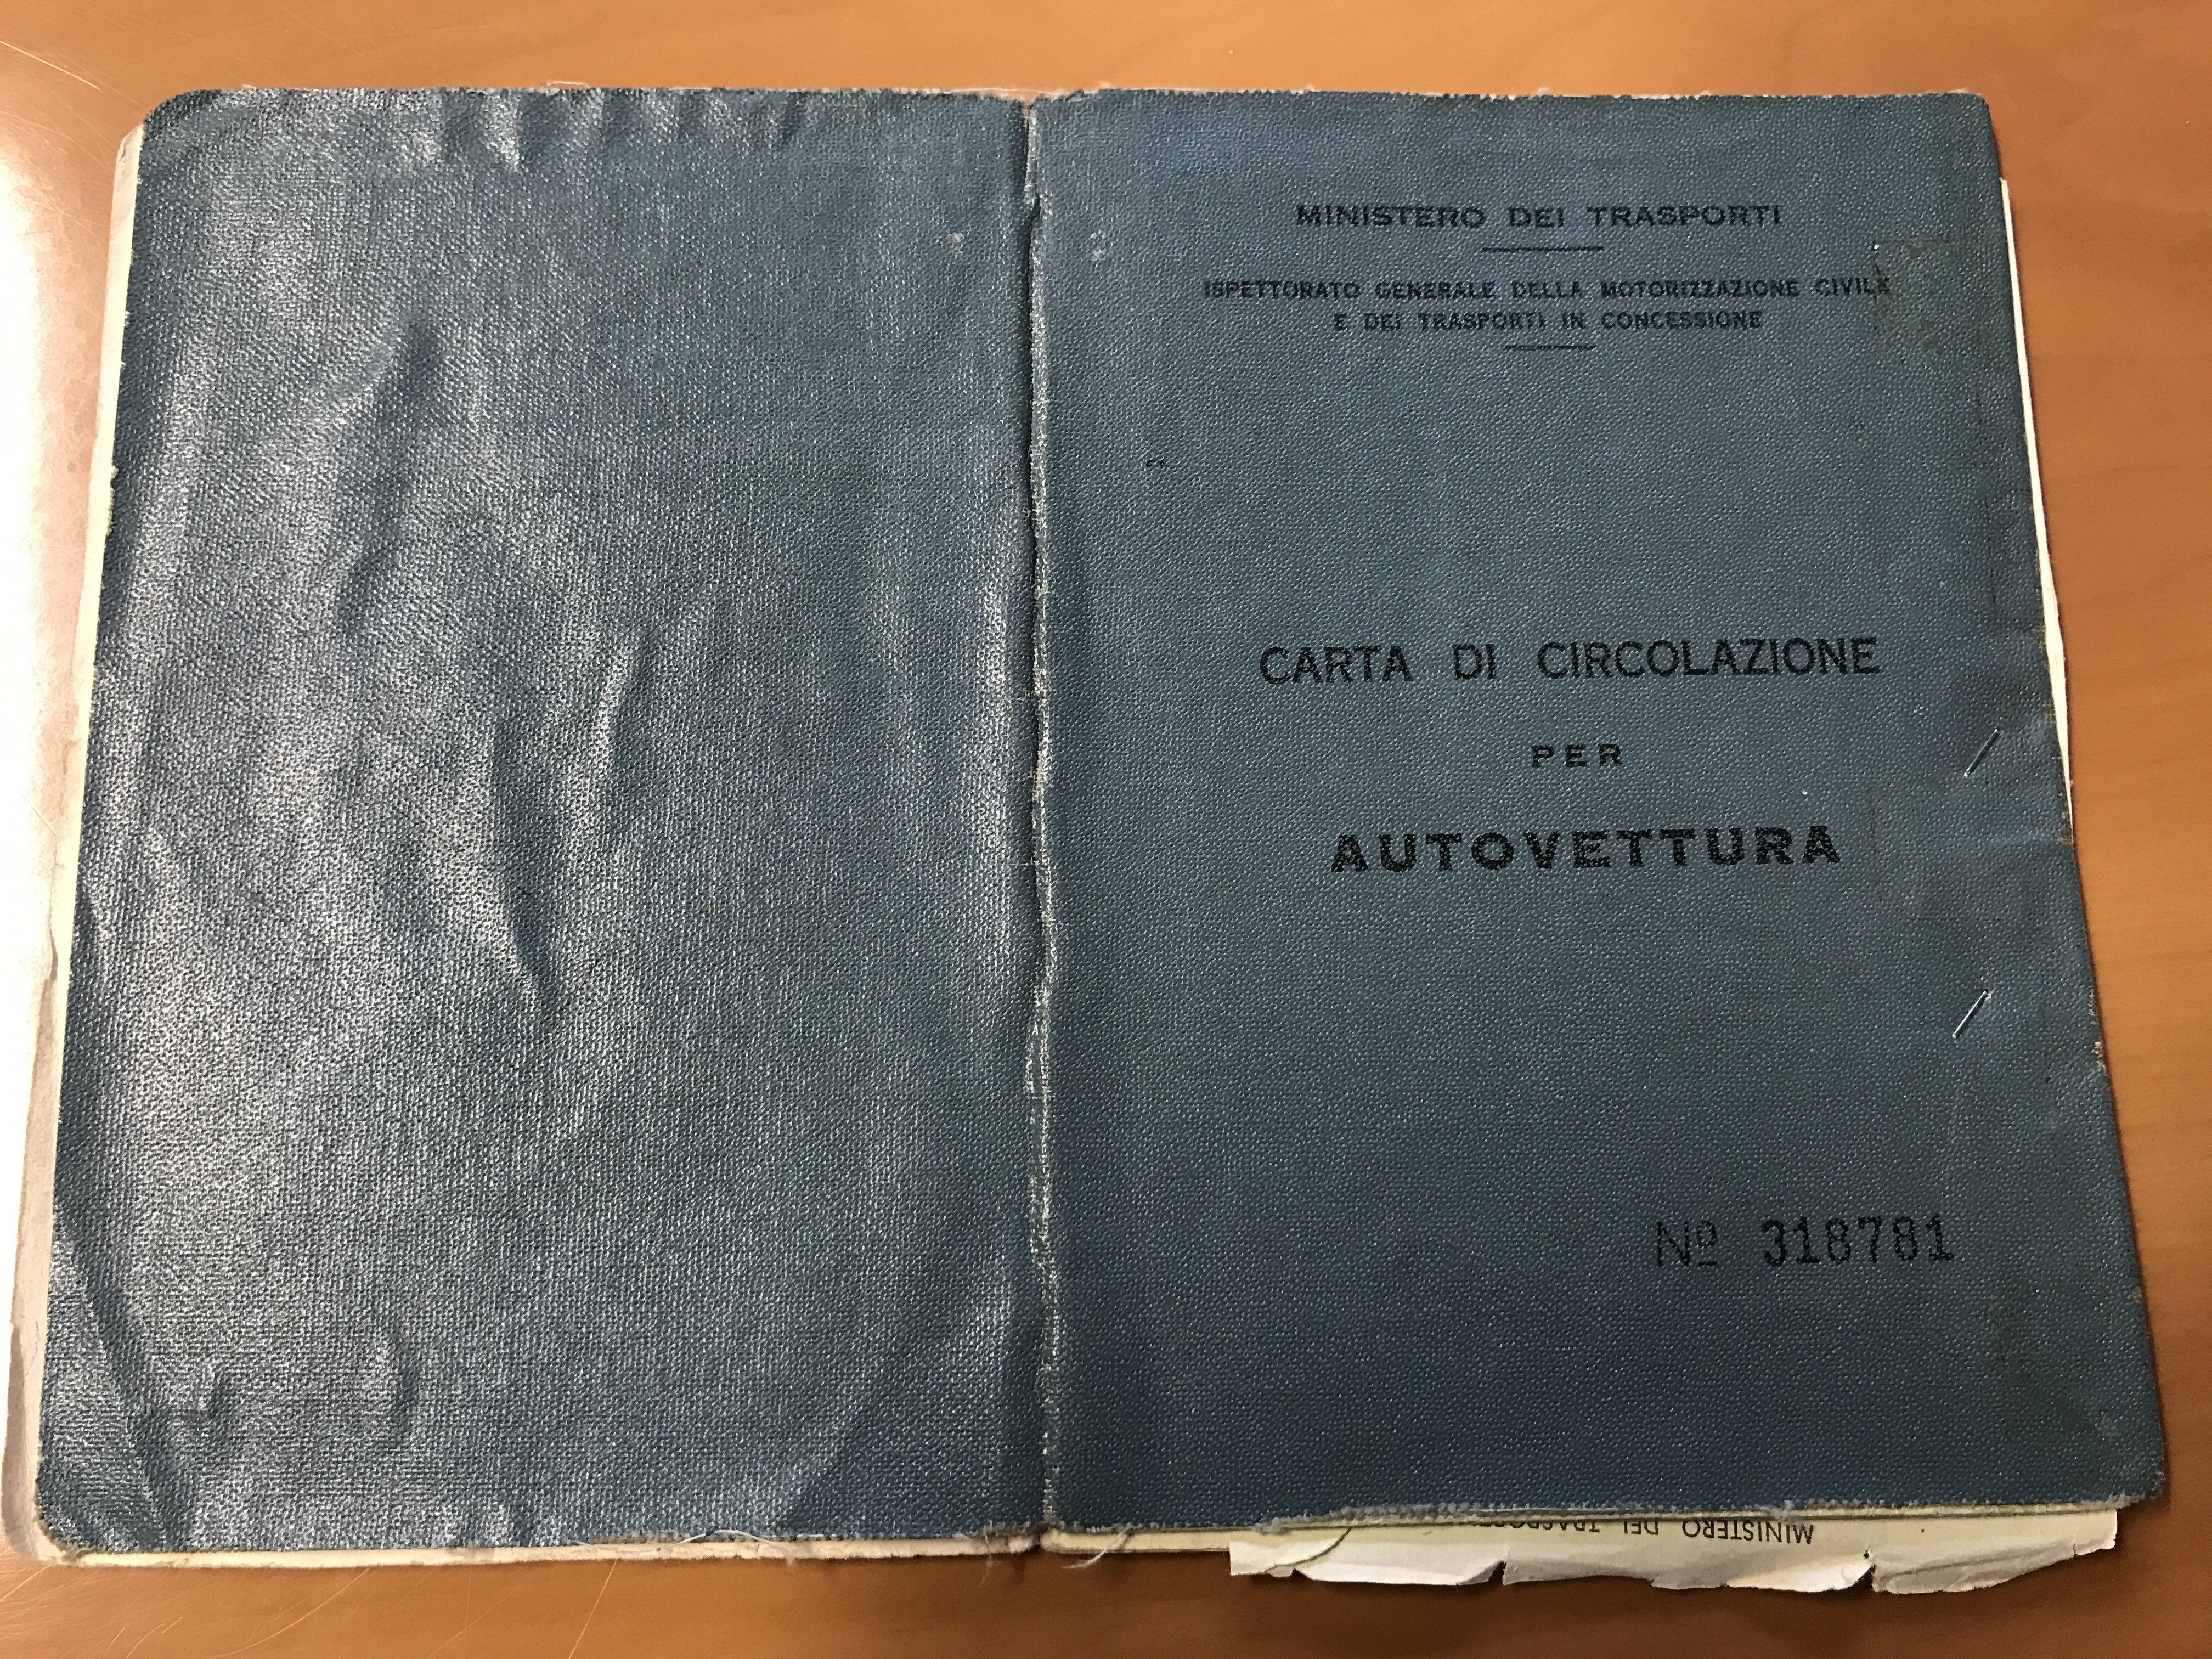 MINISTERO DEI TRASPORTI
ISPETTORATO GENERALE DELLA MOTORIZZAZIONE CIVILE
E DEI TRASPORTI IN CONCESSIONE
CARTA DI CIRCOLAZIONE
PER
AUTOVETTURA
Nº 318781
MINISTERO DEI